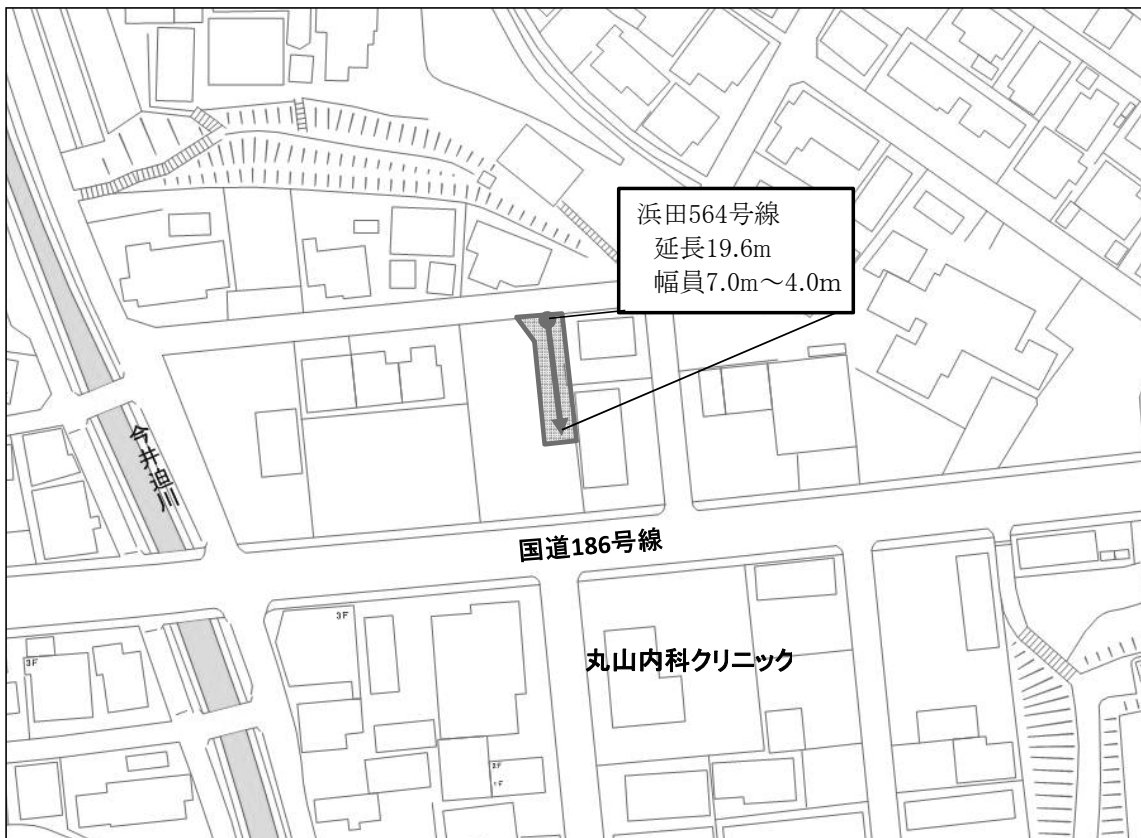 浜田564号線
延長19.6m
幅員7.0m～4.0m
今井迫川
国道186号線
3F
丸山内科クリニック
3F
2F
1F